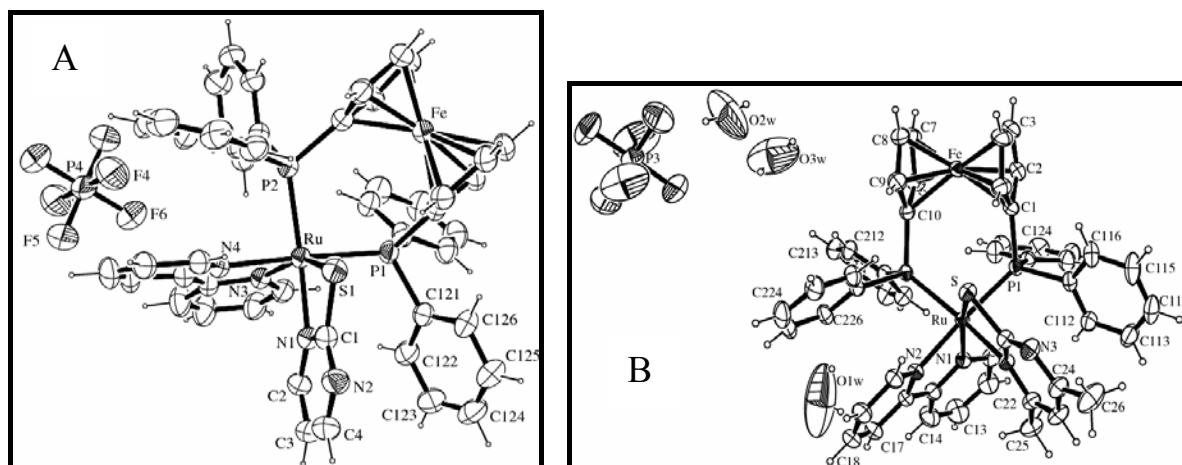 A
Fe
P4
F4
P2
F6
F5
N4
Ru
N3
P1
S1
N1
C1
C121
C126
C122
N2
C2
C125
C123
C124
C3
C4
O2w
P3
O3w
C8
C7
C3
Fe
C9
C2
C1
C10
C212
C213
C124
C116
C115
S
P1
C224
C226
Ru
C112
C11
C113
N2
N1
N3
C24
B
O1w
C22
C26
C13
C14
C25
C17
C18